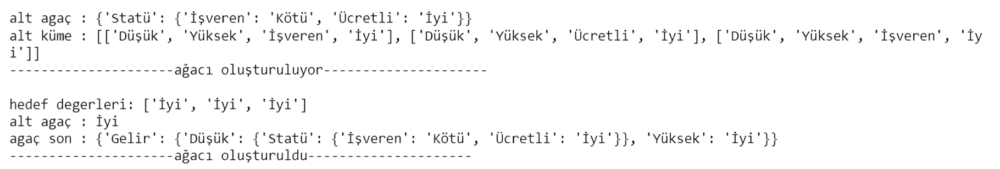 alt agaç : {'Statü': {'İşveren': 'Kötü', 'Ücretli': 'İyi'}}
alt küme : [['Düşük', 'Yüksek', 'İşveren', 'İyi'], ['Düşük', 'Yüksek', 'Ücretli', 'İyi'], ['Düşük', 'Yüksek', 'İşveren', 'İy
i']]
---------------------ağacı oluşturuluyor---------------------
hedef degerleri: ['İyi', 'İyi', 'İyi']
alt agaç : İyi
agaç son : {'Gelir': {'Düşük': {'Statü': {'İşveren': 'Kötü', 'Ücretli': 'İyi'}}, 'Yüksek': 'İyi'}}
---------------------ağacı oluşturuldu---------------------